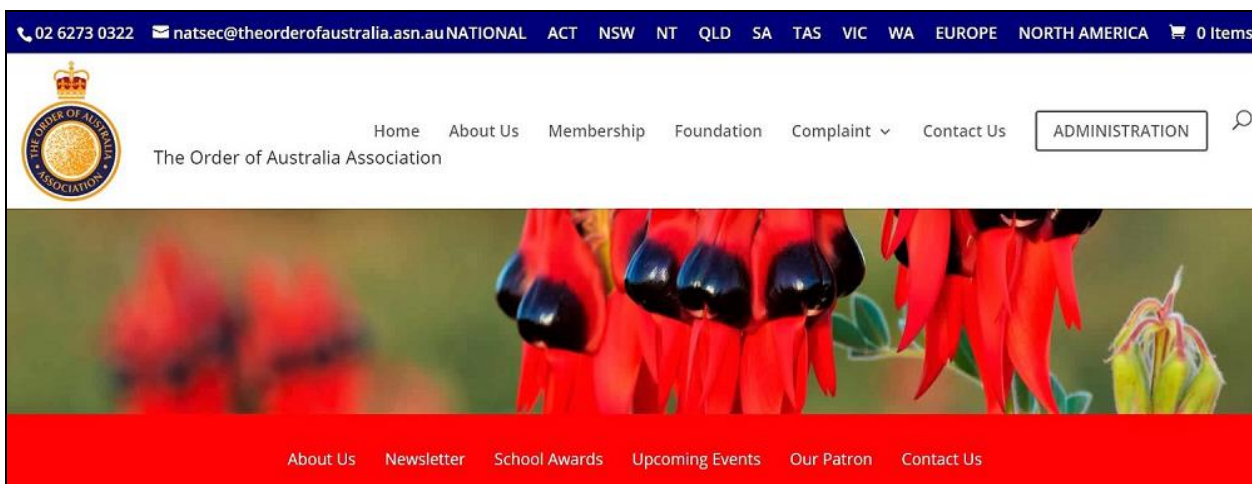 02 6273 0322 natsec@theorderofaustralia.asn.au NATIONAL ACT NSW NT QLD SA TAS VIC WA EUROPE NORTH AMERICA 0 Items
THE ORDER OF AUSTRALIA
ASSOCIATION
Home About Us Membership Foundation Complaint Contact Us ADMINISTRATION
The Order of Australia Association
About Us Newsletter School Awards Upcoming Events Our Patron Contact Us